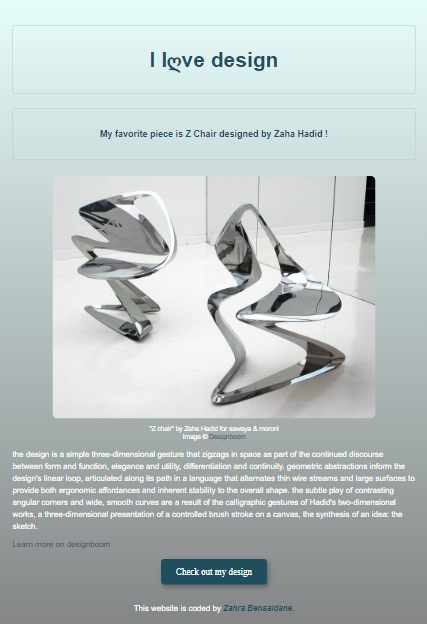 I lღve design
My favorite piece is Z Chair designed by Zaha Hadid !
"Z chair" by Zaha Hadid for sawaya & moroni
Image © Designboom
the design is a simple three-dimensional gesture that zigzags in space as part of the continued discourse
between form and function, elegance and utility, differentiation and continuity. geometric abstractions inform the
design's linear loop, articulated along its path in a language that alternates thin wire streams and large surfaces to
provide both ergonomic affordances and inherent stability to the overall shape. the subtle play of contrasting
angular corners and wide, smooth curves are a result of the calligraphic gestures of Hadid's two-dimensional
works, a three-dimensional presentation of a controlled brush stroke on a canvas, the synthesis of an idea: the
sketch.
Learn more on designboom
Check out my design
This website is coded by Zahra Bensaidane.